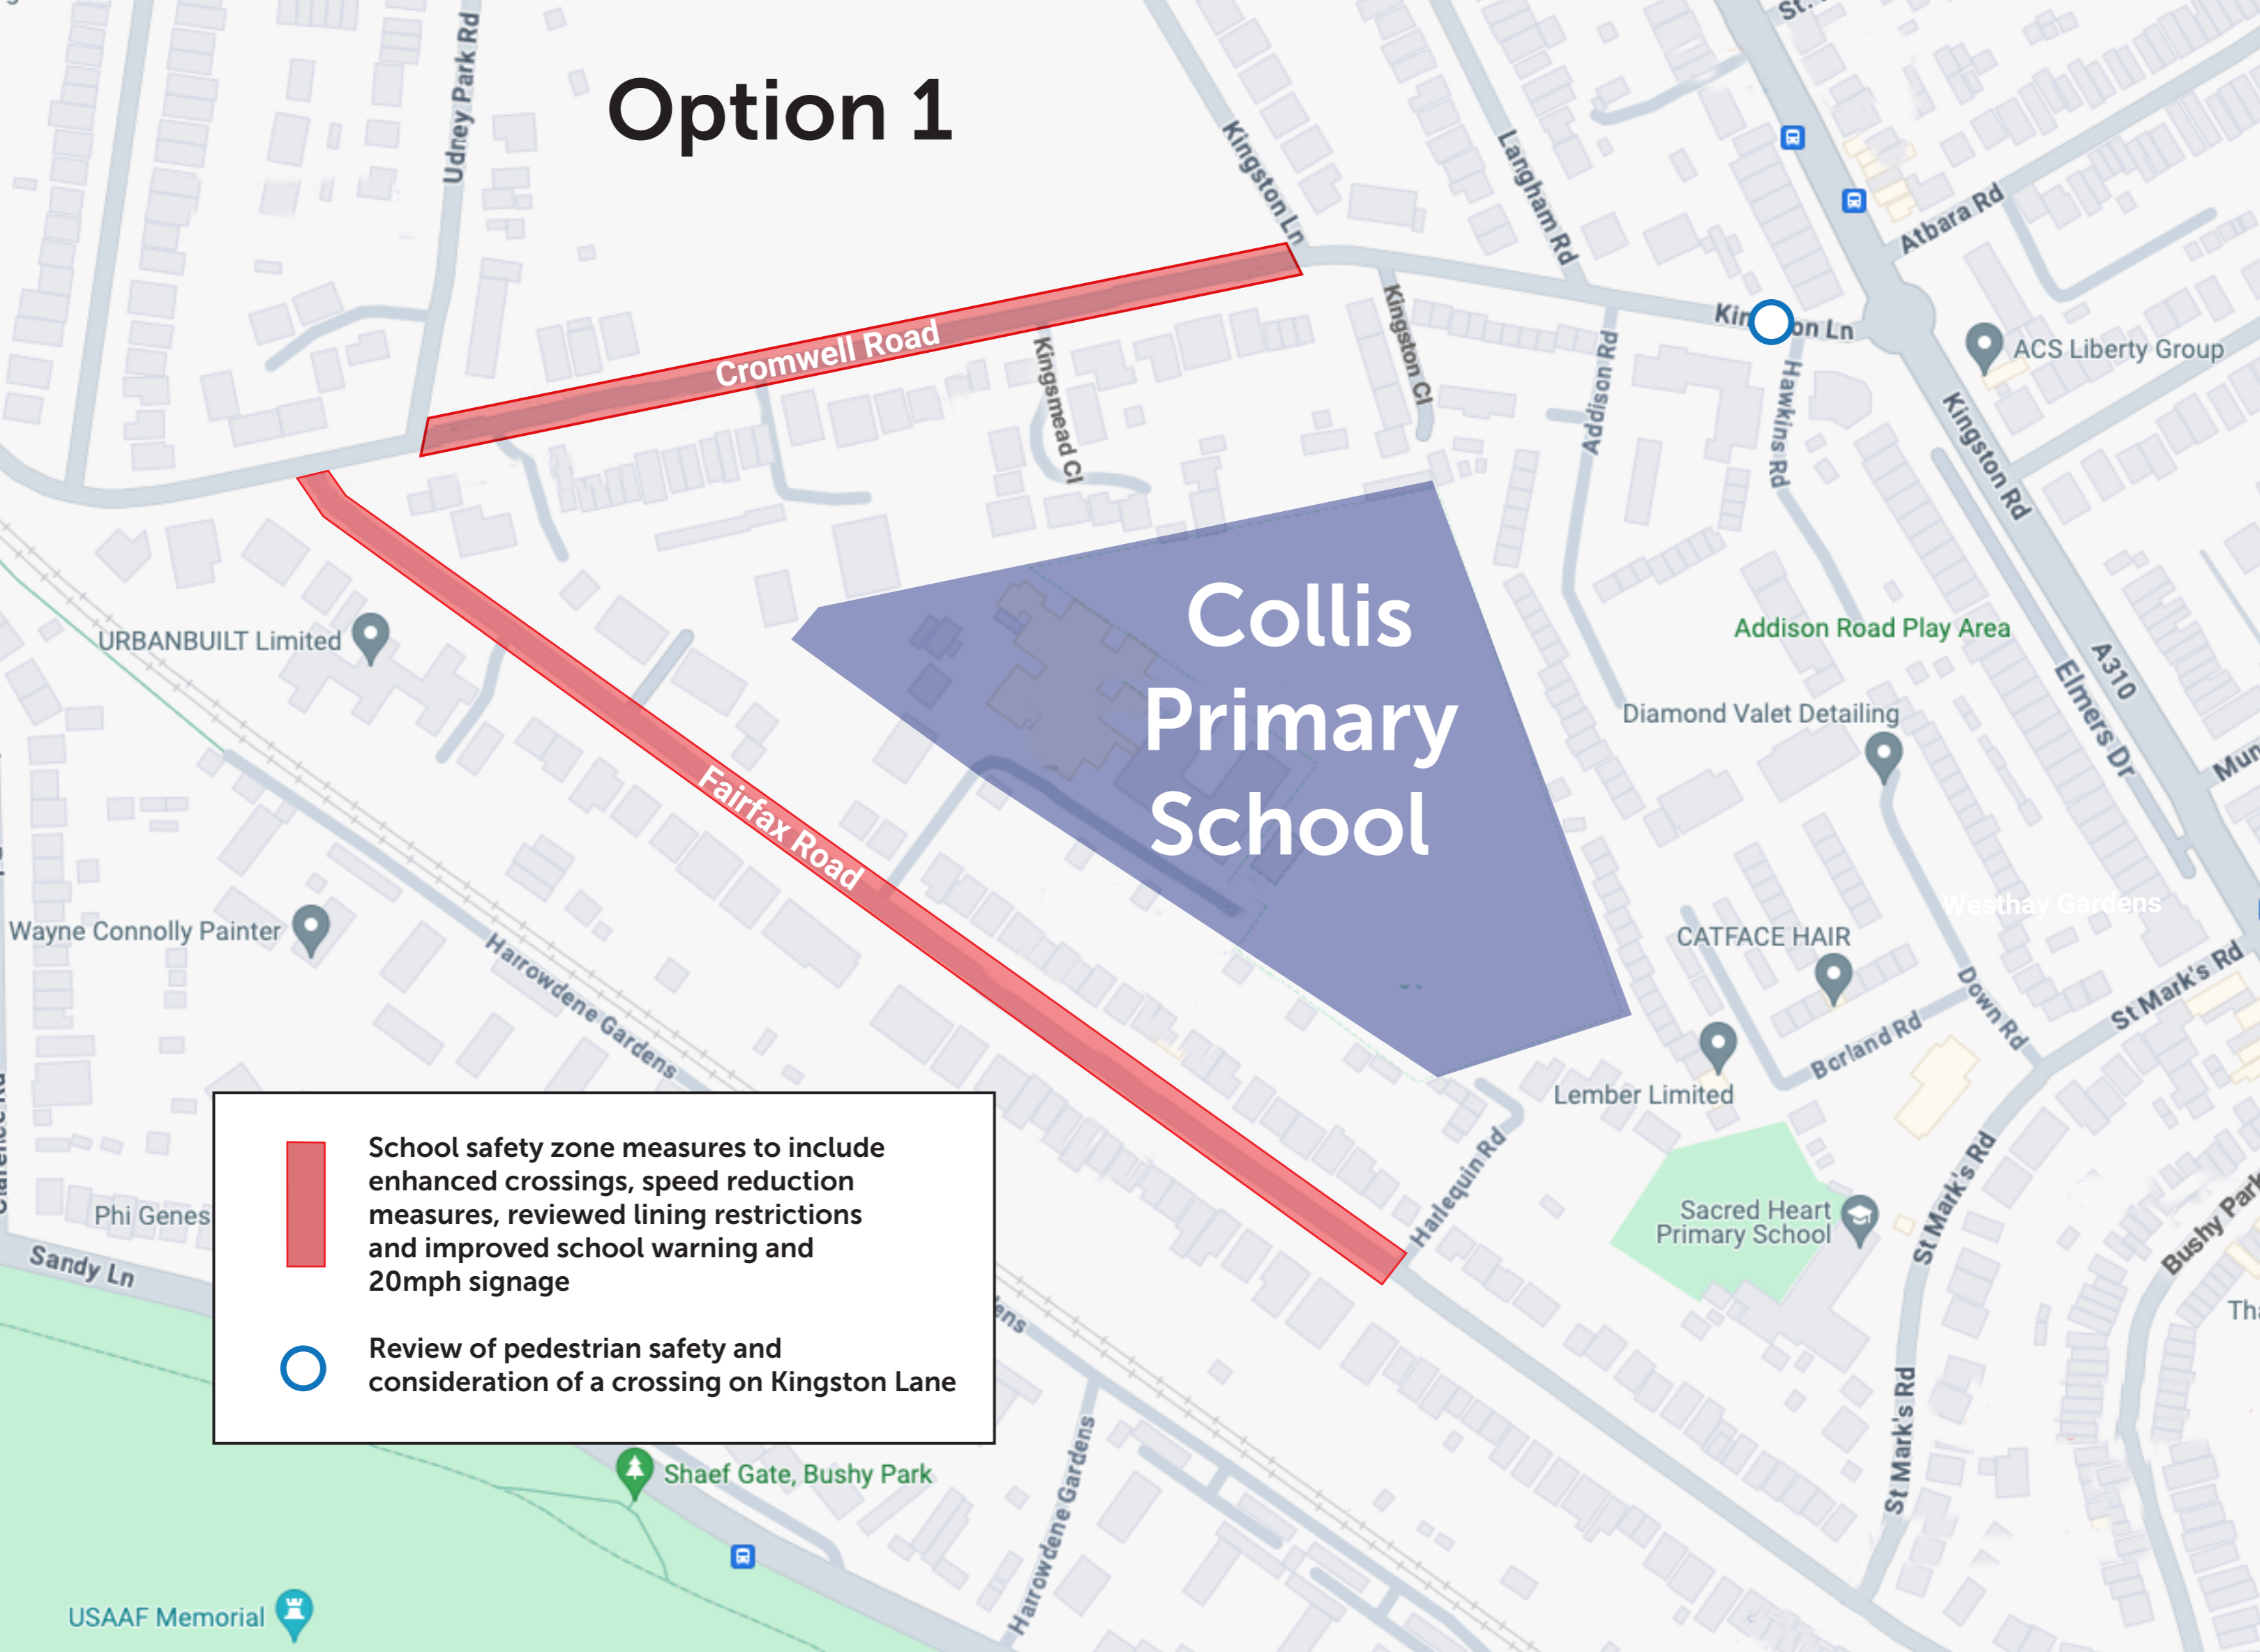 Option 1
St.
Udney Park Rd
Kingston Ln
Langham Rd
Atbara Rd
Cromwell Road
Kingsmead Cl
Kingston Cl
Addison Rd
Hawkins Rd
ACS Liberty Group
Kingston Rd
URBANBUILT Limited
Collis
Primary
School
Addison Road Play Area
A310
Elmers Dr
Diamond Valet Detailing
Fairfax Road
Westhay Gardens
Wayne Connolly Painter
CATFACE HAIR
Harrowdene Gardens
Down Rd
St Mark's Rd
Borland Rd
Lember Limited
Harlequin Rd
Sacred Heart
Primary School
St Mark's Rd
Bushy Park
Phi Genes
Sandy Ln
School safety zone measures to include
enhanced crossings, speed reduction
measures, reviewed lining restrictions
and improved school warning and
20mph signage
Review of pedestrian safety and
consideration of a crossing on Kingston Lane
St Mark's Rd
Harrowdene Gardens
Shaef Gate, Bushy Park
USAAF Memorial